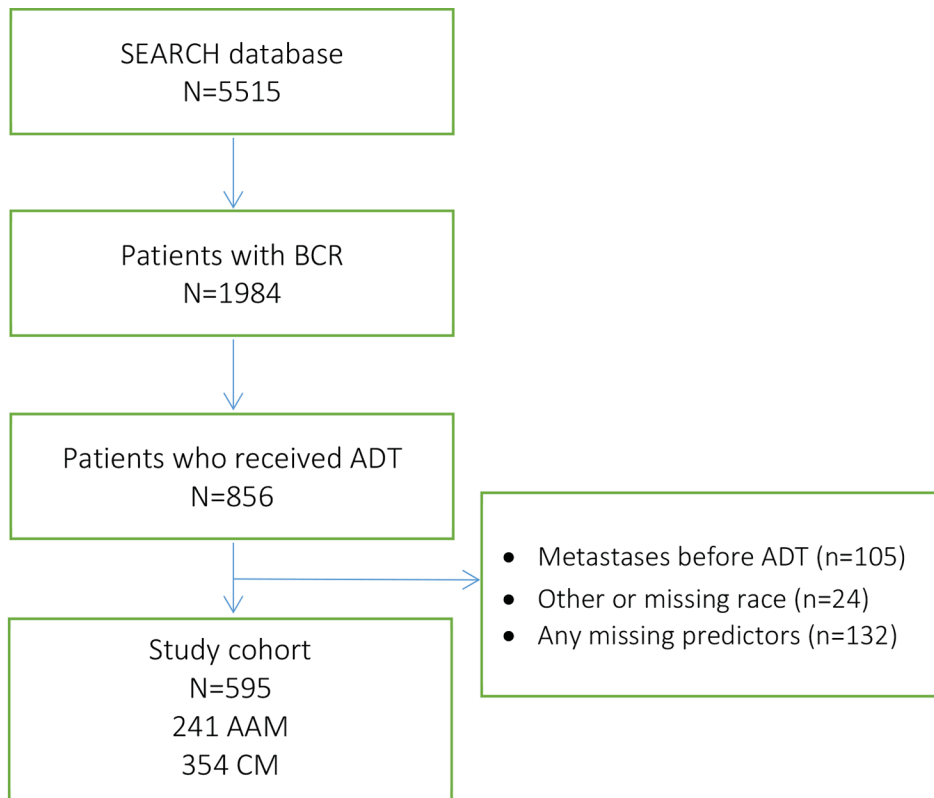 SEARCH database
N=5515
Patients with BCR
N=1984
Patients who received ADT
N=856
• Metastases before ADT (n=105)
• Other or missing race (n=24)
• Any missing predictors (n=132)
Study cohort
N=595
241 AAM
354 CM